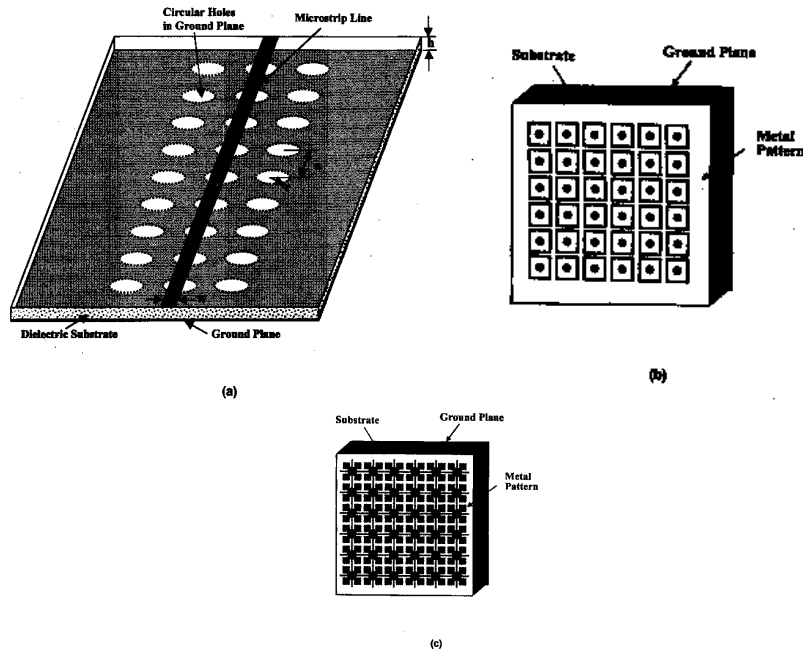 Circular Holes
in Ground Plane
Microstrip Line
h
Dielectric Substrate
Ground Plane
(a)
Substrate
Ground Plane
Metal
Pattern
(b)
Substrate
Ground Plane
Metal
Pattern
(c)